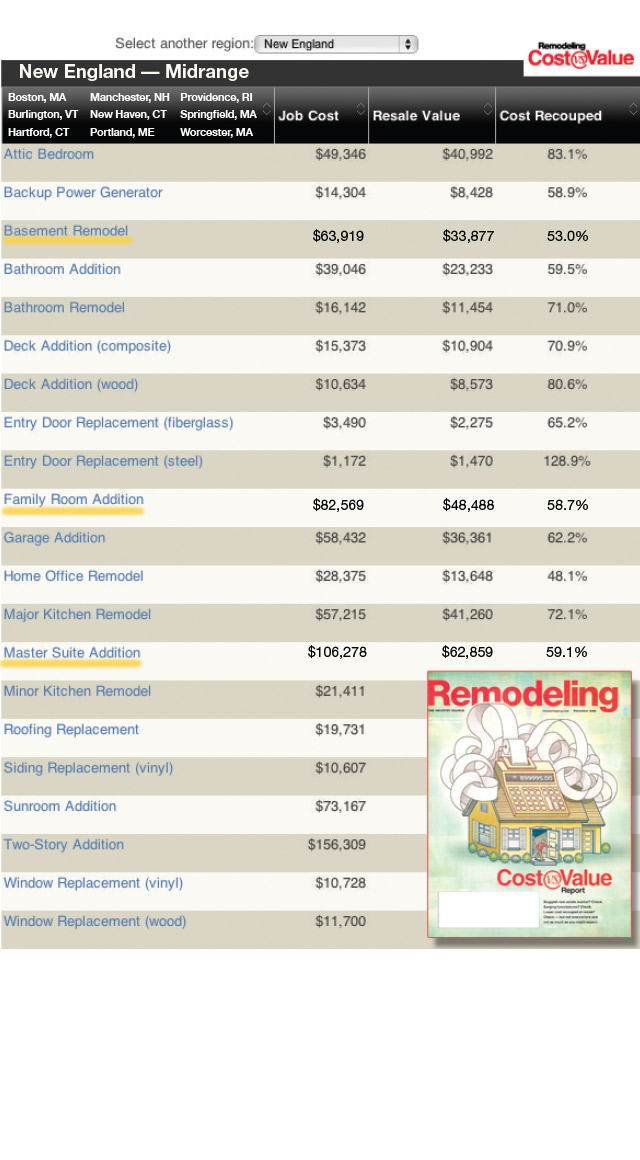 Select another region: New England
Remodeling
Cost vs Value
New England — Midrange
Boston, MA Manchester, NH Providence, RI
Burlington, VT New Haven, CT Springfield, MA
Hartford, CT Portland, ME Worcester, MA
Job Cost Resale Value Cost Recouped
Attic Bedroom $49,346 $40,992 83.1%
Backup Power Generator $14,304 $8,428 58.9%
Basement Remodel $63,919 $33,877 53.0%
Bathroom Addition $39,046 $23,233 59.5%
Bathroom Remodel $16,142 $11,454 71.0%
Deck Addition (composite) $15,373 $10,904 70.9%
Deck Addition (wood) $10,634 $8,573 80.6%
Entry Door Replacement (fiberglass) $3,490 $2,275 65.2%
Entry Door Replacement (steel) $1,172 $1,470 128.9%
Family Room Addition $82,569 $48,488 58.7%
Garage Addition $58,432 $36,361 62.2%
Home Office Remodel $28,375 $13,648 48.1%
Major Kitchen Remodel $57,215 $41,260 72.1%
Master Suite Addition $106,278 $62,859 59.1%
Minor Kitchen Remodel $21,411
Roofing Replacement $19,731
Siding Replacement (vinyl) $10,607
Sunroom Addition $73,167
Two-Story Addition $156,309
Window Replacement (vinyl) $10,728
Window Replacement (wood) $11,700
Remodeling
Cost vs Value
Report